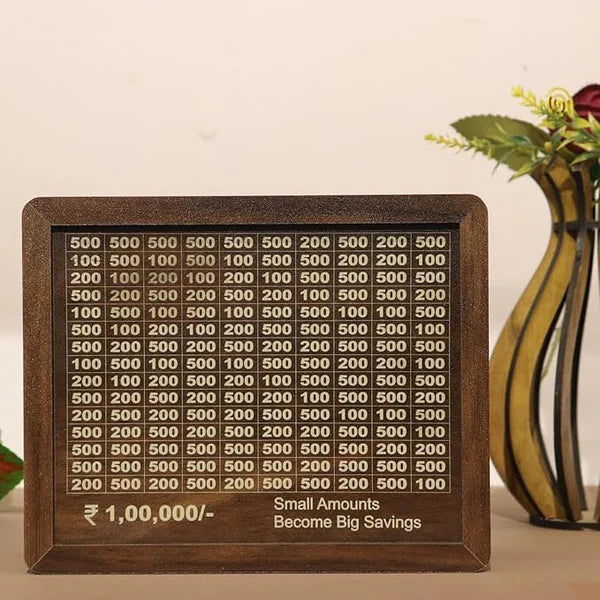 500 500 500 500 500 500 200 500 200 500
100 500 100 500 100 500 500 200 200 100
200 100 200 100 200 100 500 500 500 500
500 200 500 200 500 200 100 500 500 200
100 500 100 500 100 500 500 100 100 500
500 100 200 100 500 200 500 500 500 100
500 200 500 200 500 200 500 200 500 500
100 500 100 500 100 500 500 200 200 100
200 100 200 500 200 100 500 500 500 500
500 200 500 200 500 200 100 500 500 200
200 500 200 500 200 500 500 100 100 500
500 200 500 500 200 200 500 200 500 100
500 500 200 500 500 500 500 500 200 500
500 500 500 500 500 500 200 500 500 200
200 500 200 500 500 500 500 500 500 100
₹ 1,00,000/-
Small Amounts
Become Big Savings